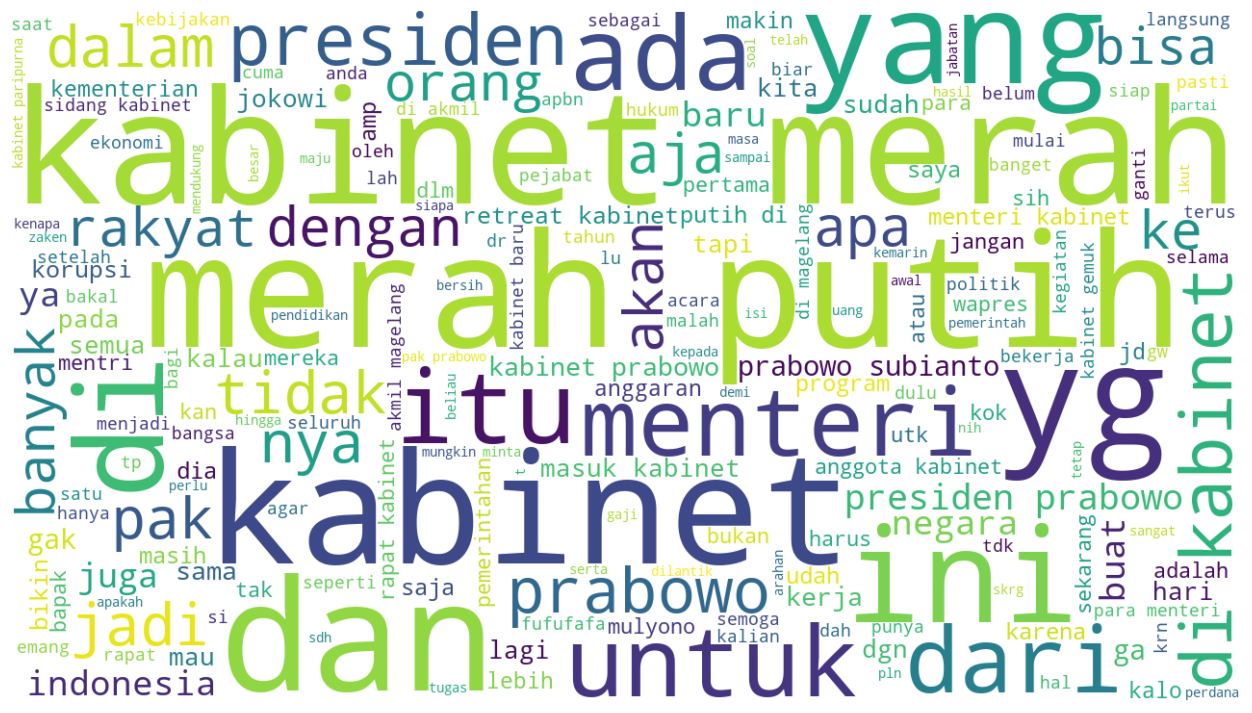 saat
kebijakan
dalam
presiden
sebagai
ada
makin
telah
yang
langsung
bisa
kabinet paripurna
kementerian
cuma
anda
orang
soal
biar
kita
jabatan
pasti
sidang kabinet
jokowi
di akmil
apbn
amp
hukum
baru
sudah
para
hasil
belum
siap
partai
kabinet merah
ekonomi
mendukung
besar
maju
oleh
lah
dlm
pejabat
aja
masa
sampai
pertama
saya
mulai
banget
sih
ganti
ikut
kenapa
zaken
rakyat
dengan
siapa
retreat kabinet
putih di
apa
menteri kabinet
ke
terus
setelah
korupsi
dr
tahun
lu
kabinet baru
akan
tapi
di magelang
kemarin
jangan
kegiatan
kabinet gemuk
selama
merah putih
ya
bakal
pada
pendidikan
bersih
acara
malah
isi
uang
awal
atau
politik
wapres
pemerintah
banyak
semua
mentri
bagi
kalau
mereka
pak prabowo
kepada
kabinet prabowo
prabowo subianto
bekerja
jd
gw
di
di kabinet
menjadi
kan
bangsa
tidak
hingga
seluruh
akmil magelang
itu
beliau
anggaran
menteri
demi
program
dulu
kok
nih
utk
yg
tetap
tp
dia
nya
mungkin
minta
t
masuk kabinet
anggota kabinet
satu
hanya
perlu
pak
agar
kabinet
rapat kabinet
gaji
presiden prabowo
negara
gak
masih
pemerintahan
bukan
harus
ini
tdk
sekarang
buat
sangat
bikin
bapak
juga
sama
tak
seperti
saja
serta
dilantik
prabowo
arahan
udah
kerja
skrg
adalah
hari
para menteri
apakah
jadi
si
dan
fufufafa
mulyono
semoga
kalian
dah
punya
karena
emang
rapat
mau
sdh
lagi
untuk
dgn
dari
ga
krn
indonesia
tugas
lebih
pln
hal
kalo
perdana